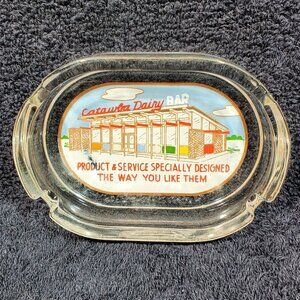 Catawba Dairy BAR
PRODUCT & SERVICE SPECIALLY DESIGNED
THE WAY YOU LIKE THEM